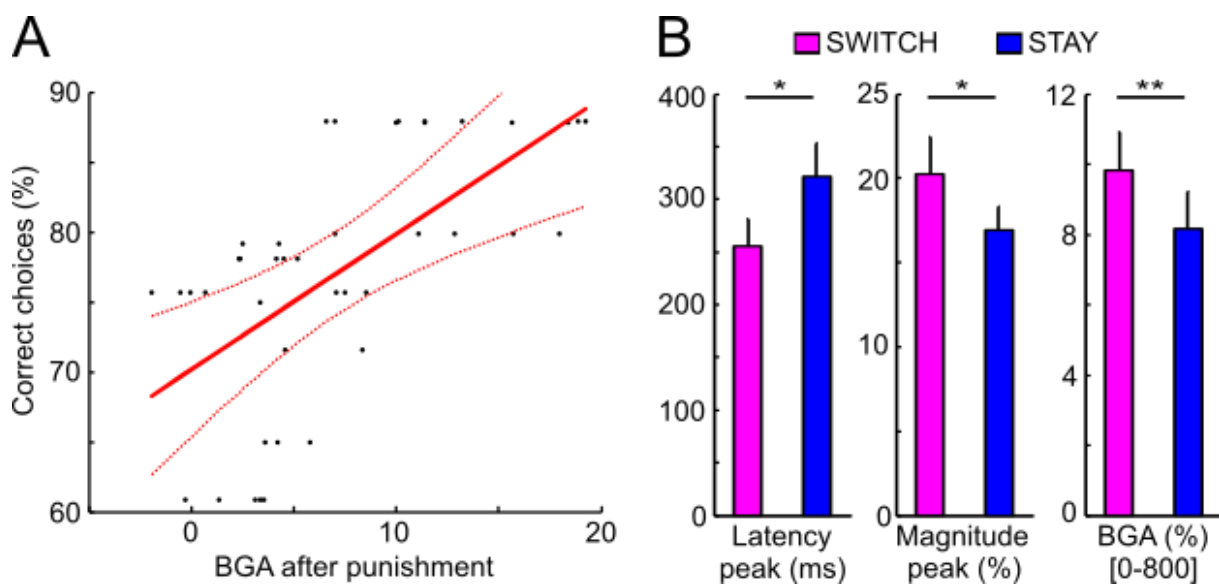 A
90
80
70
60
Correct choices (%)
0
10
20
BGA after punishment
B
SWITCH
STAY
*
400
300
200
100
0
Latency
peak (ms)
*
25
20
10
0
Magnitude
peak (%)
**
12
8
4
0
BGA (%)
[0-800]